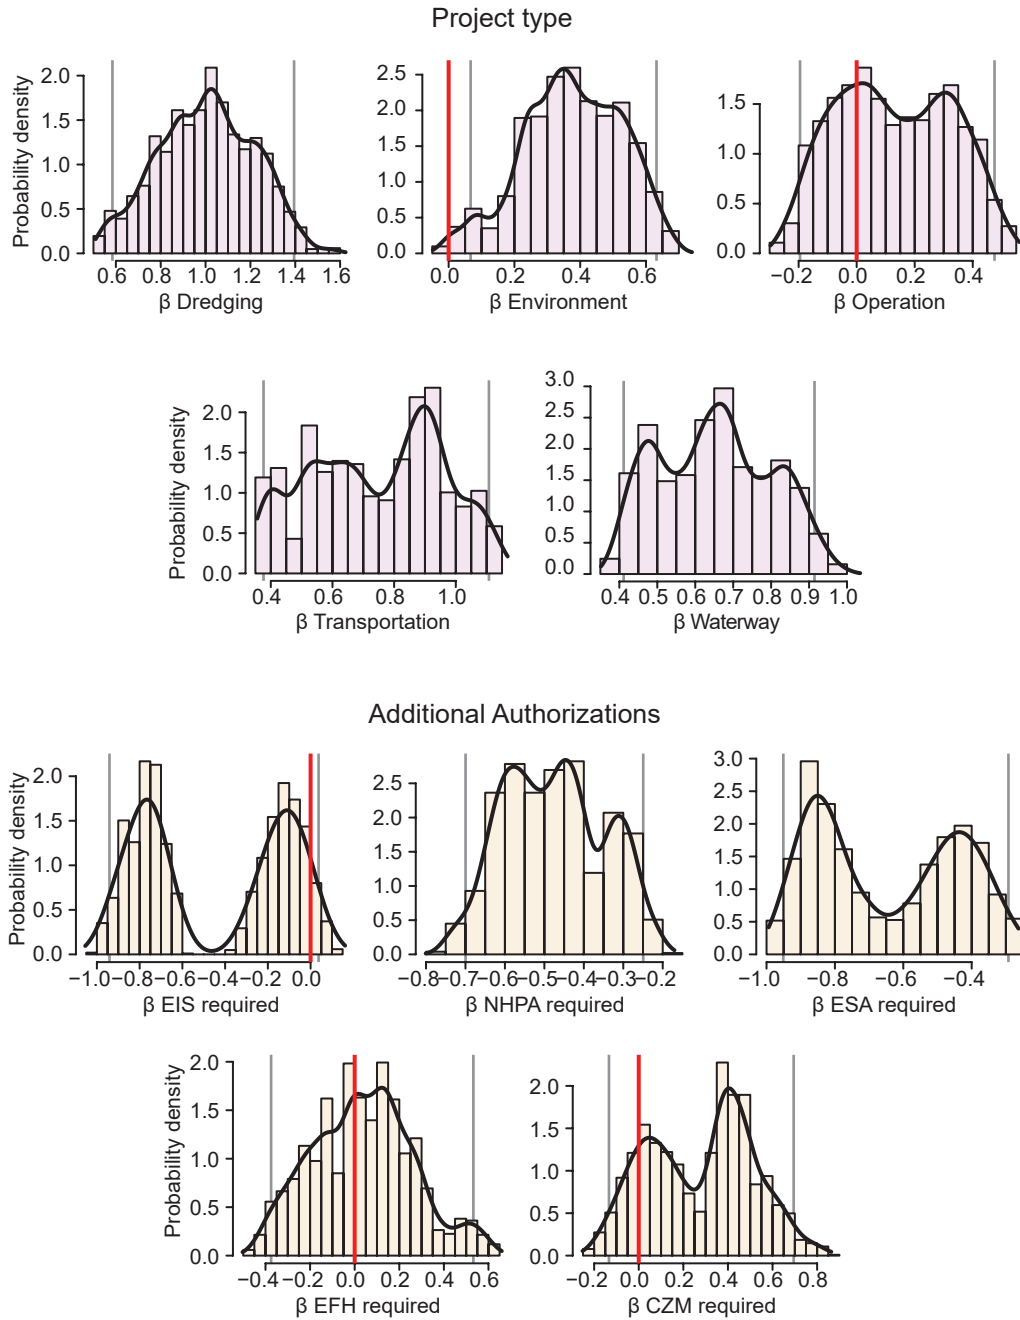 Project type
Probability density
2.0
1.5
1.0
0.5
0.0
0.6 0.8 1.0 1.2 1.4 1.6
β Dredging
2.5
2.0
1.5
1.0
0.5
0.0
0.0 0.2 0.4 0.6
β Environment
1.5
1.0
0.5
0.0
−0.2 0.0 0.2 0.4
β Operation
Probability density
2.0
1.5
1.0
0.5
0.0
0.4 0.6 0.8 1.0
β Transportation
3.0
2.5
2.0
1.5
1.0
0.5
0.0
0.4 0.5 0.6 0.7 0.8 0.9 1.0
β Waterway
Additional Authorizations
Probability density
2.0
1.5
1.0
0.5
0.0
−1.0 −0.8 −0.6 −0.4 −0.2 0.0
β EIS required
2.5
2.0
1.5
1.0
0.5
0.0
−0.8 −0.7 −0.6 −0.5 −0.4 −0.3 −0.2
β NHPA required
3.0
2.5
2.0
1.5
1.0
0.5
0.0
−1.0 −0.8 −0.6 −0.4
β ESA required
Probability density
2.0
1.5
1.0
0.5
0.0
−0.4 −0.2 0.0 0.2 0.4 0.6
β EFH required
2.0
1.5
1.0
0.5
0.0
−0.2 0.0 0.2 0.4 0.6 0.8
β CZM required